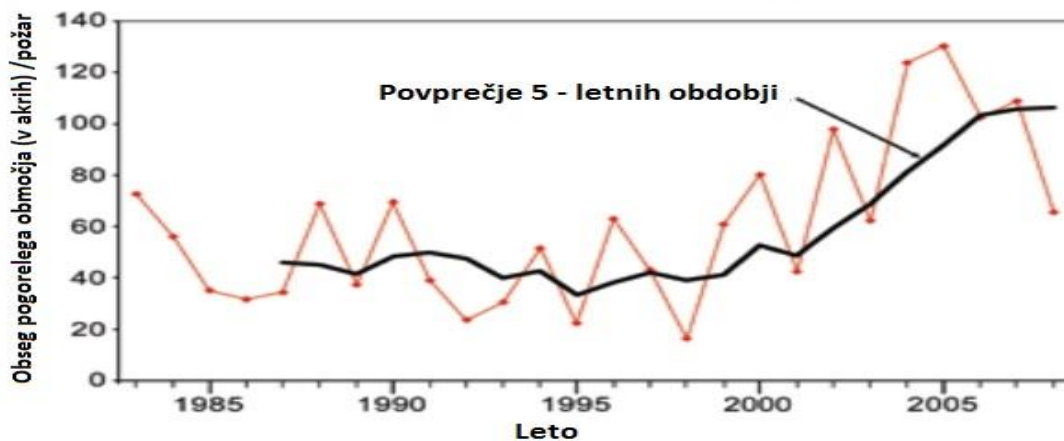 Obseg pogorelega območja (v akrih) /požar
140
120
100
80
60
40
20
0
Povprečje 5 - letnih obdobji
1985 1990 1995 2000 2005
Leto